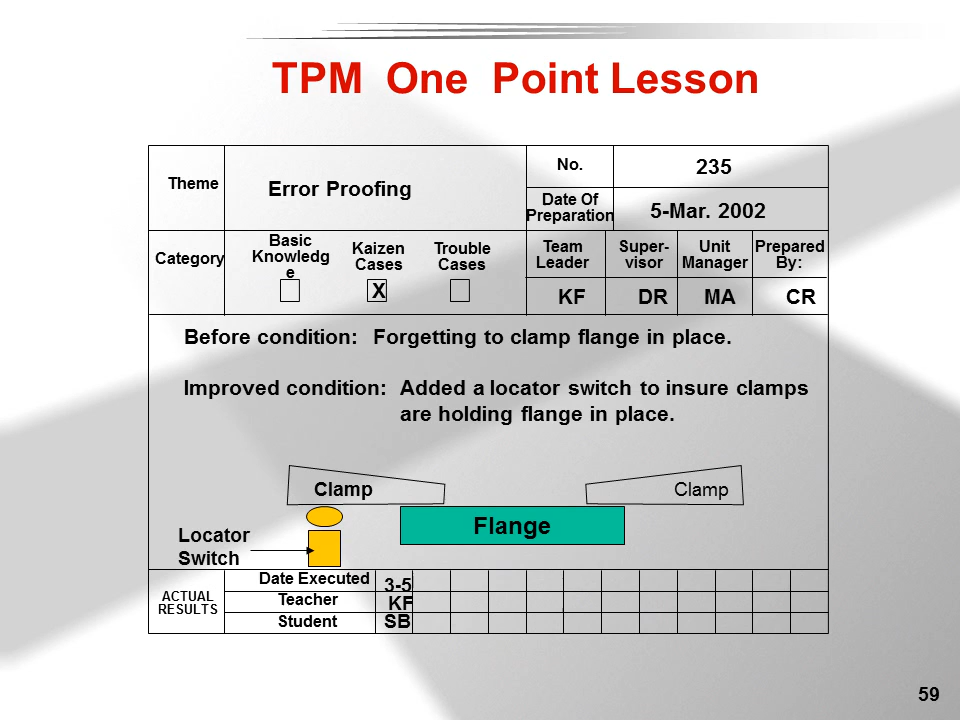 TPM One Point Lesson
Theme
Error Proofing
No.
235
Date Of
Preparation
5-Mar. 2002
Category
Basic
Knowledg
e
Kaizen
Cases
X
Trouble
Cases
Team
Leader
Super-
visor
Unit
Manager
Prepared
By:
KF
DR
MA
CR
Before condition: Forgetting to clamp flange in place.
Improved condition: Added a locator switch to insure clamps
are holding flange in place.
Clamp
Clamp
Flange
Locator
Switch
ACTUAL
RESULTS
Date Executed
3-5
Teacher
KF
Student
SB
59